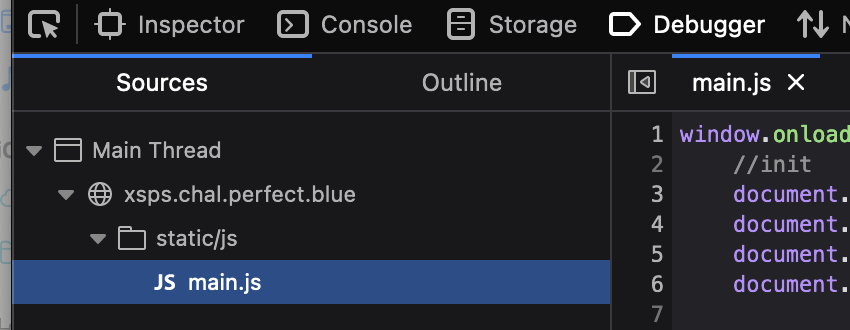 Inspector Console Storage Debugger N
Sources Outline main.js
Main Thread
xsps.chal.perfect.blue
static/js
JS main.js
1 window.onload
2 //init
3 document.
4 document.
5 document.
6 document.
7